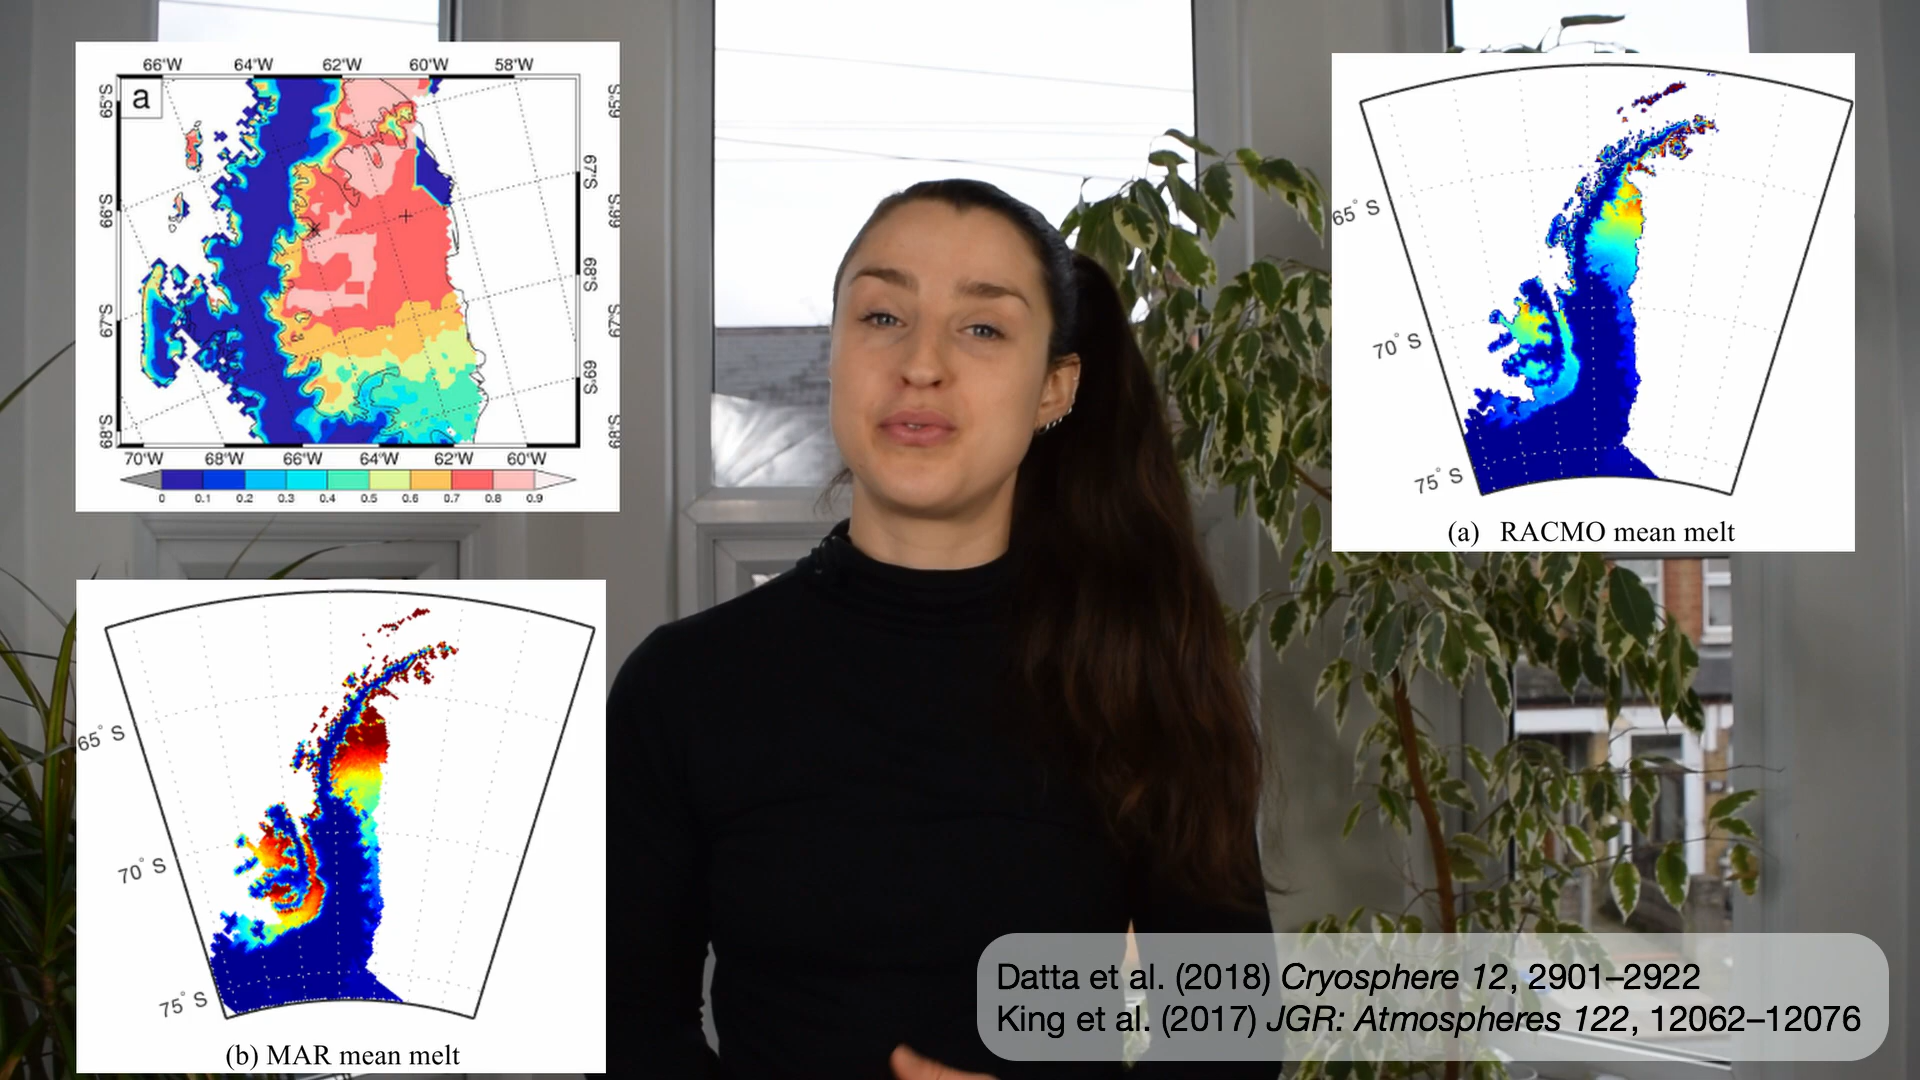 66°W 64°W 62°W 60°W 58°W
a
65°S
66°S
67°S
68°S
65°S
67°S
66°S
68°S
67°S
69°S
68°S
70°W 68°W 66°W 64°W 62°W 60°W
0 0.1 0.2 0.3 0.4 0.5 0.6 0.7 0.8 0.9
65° S
70° S
75° S
(a) RACMO mean melt
65° S
70° S
75° S
(b) MAR mean melt
Datta et al. (2018) Cryosphere 12, 2901–2922
King et al. (2017) JGR: Atmospheres 122, 12062–12076